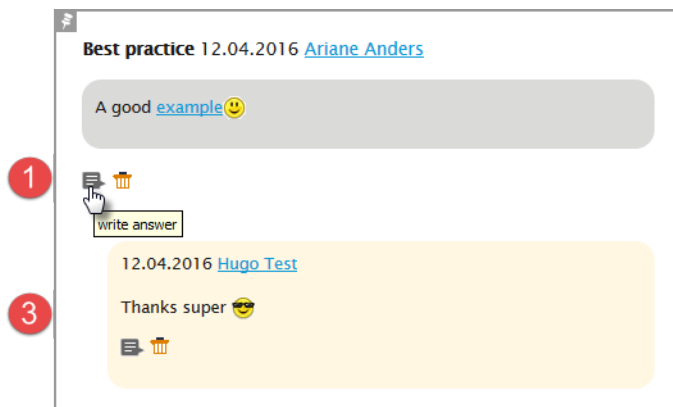 Best practice 12.04.2016 Ariane Anders
A good example
1
write answer
12.04.2016 Hugo Test
3
Thanks super